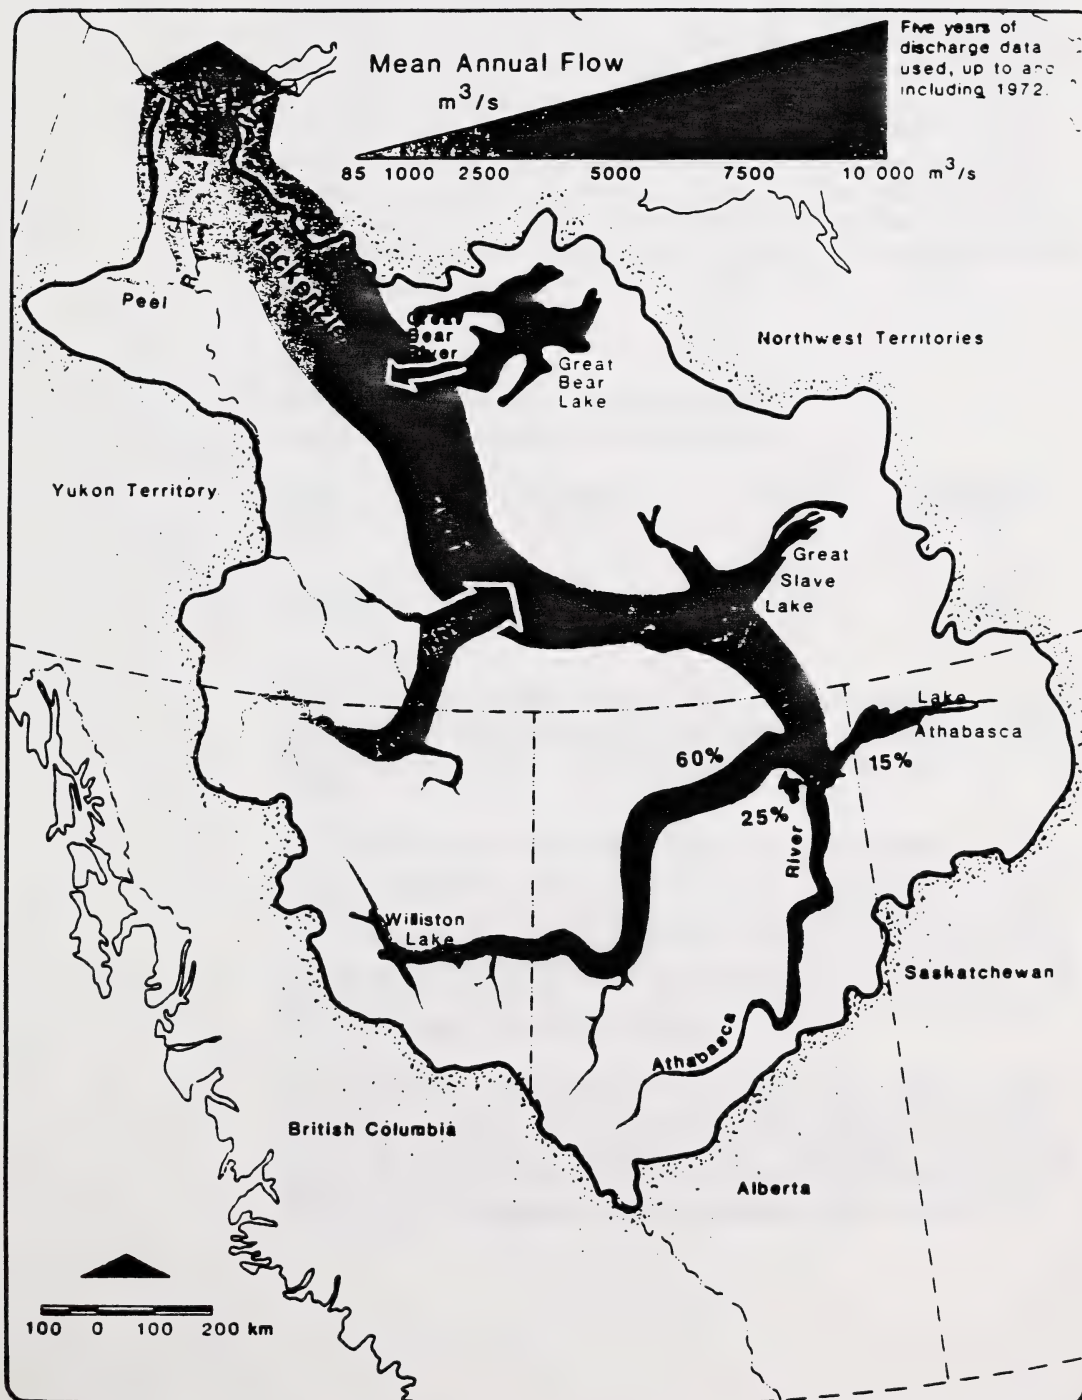 Mean Annual Flow
m³/s
Five years of
discharge data
used, up to and
including 1972.
85 1000 2500 5000 7500 10 000 m³/s
Mackenzie
Peel R
Great
Bear
River
Great
Bear
Lake
Northwest Territories
Yukon Territory
Great
Slave
Lake
Lake
Athabasca
60%
15%
25%
River
Williston
Lake
Saskatchewan
Athabasca
British Columbia
Alberta
100 0 100 200 km